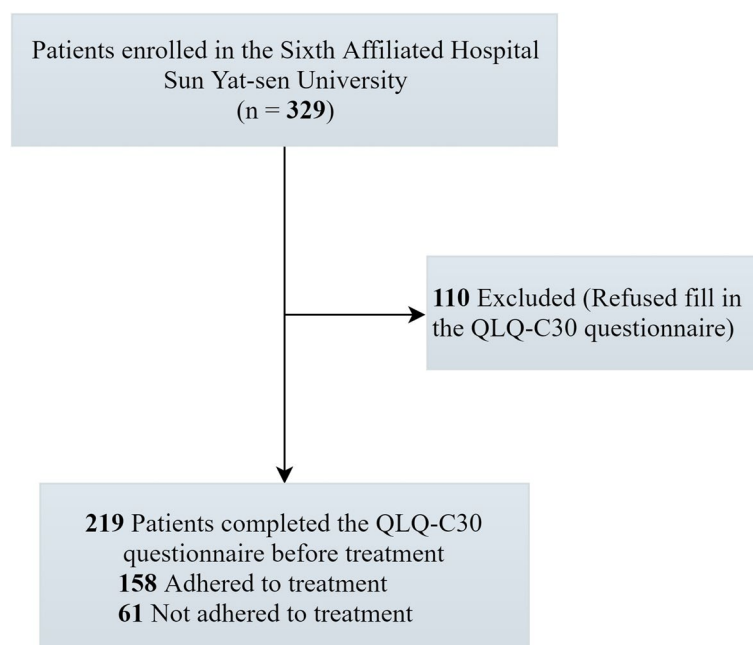 Patients enrolled in the Sixth Affiliated Hospital
Sun Yat-sen University
(n = 329)
110 Excluded (Refused fill in
the QLQ-C30 questionnaire)
219 Patients completed the QLQ-C30
questionnaire before treatment
158 Adhered to treatment
61 Not adhered to treatment